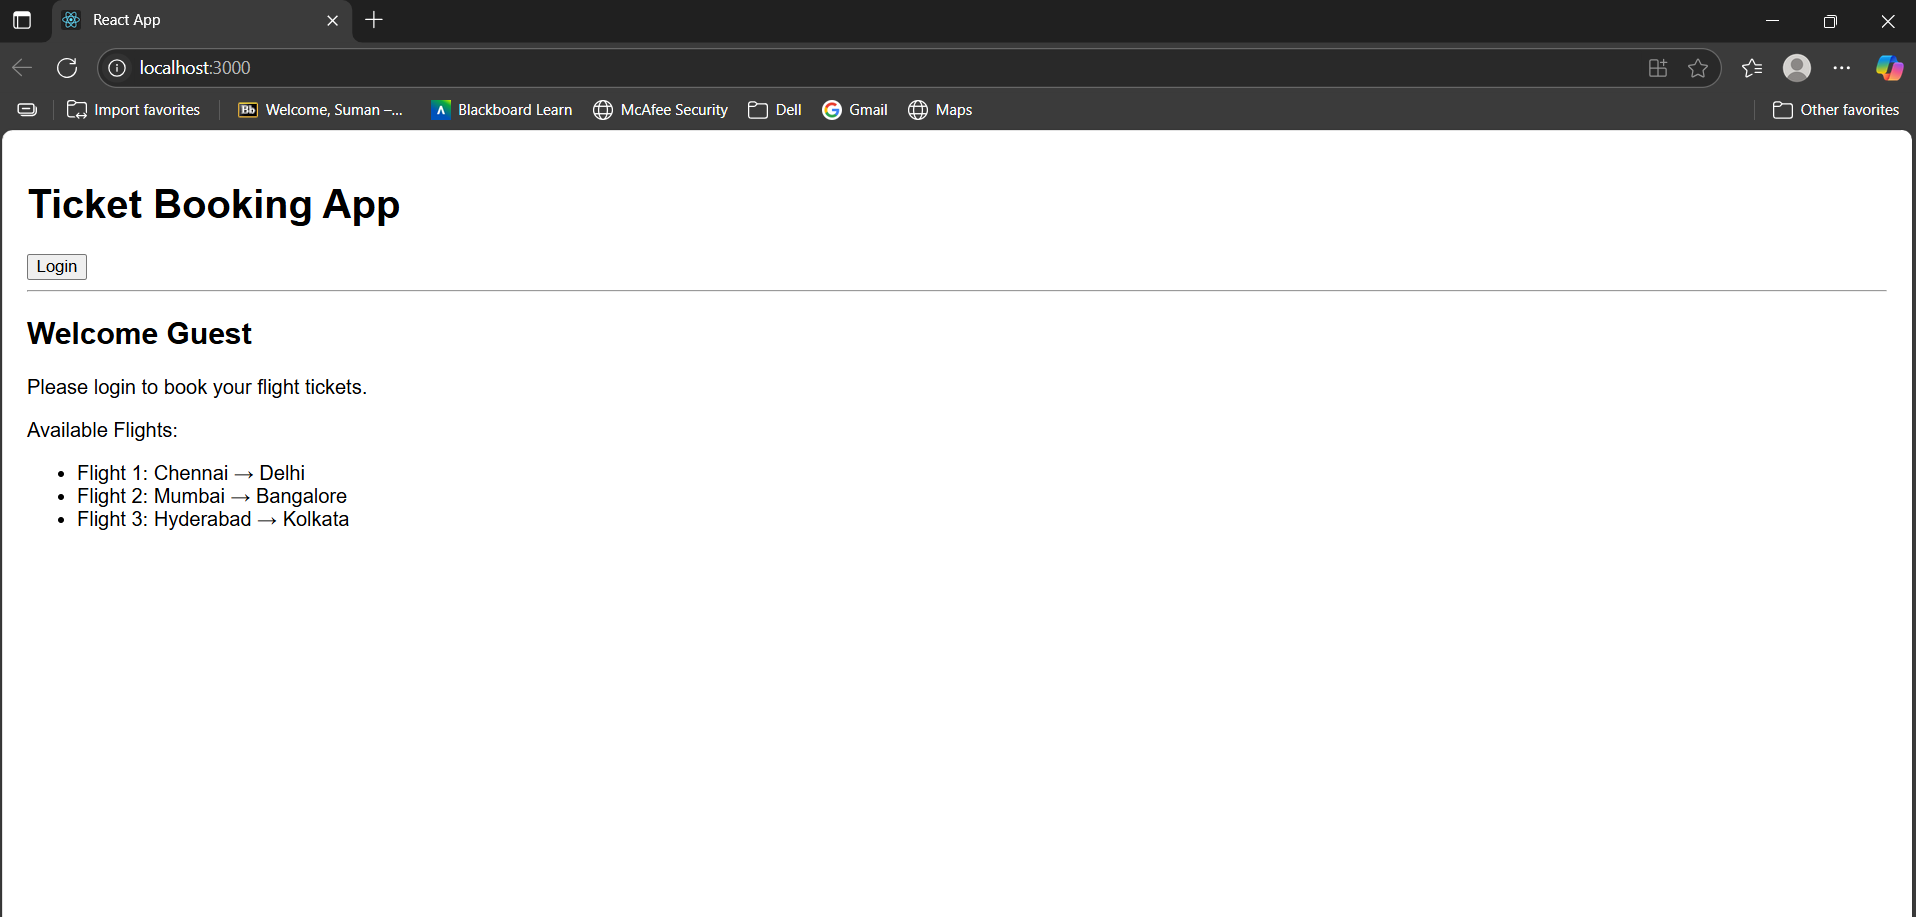 React App
localhost:3000
Import favorites
Bb Welcome, Suman –...
Blackboard Learn
McAfee Security
Dell
Gmail
Maps
Other favorites
Ticket Booking App
Login
Welcome Guest
Please login to book your flight tickets.
Available Flights:
• Flight 1: Chennai → Delhi
• Flight 2: Mumbai → Bangalore
• Flight 3: Hyderabad → Kolkata